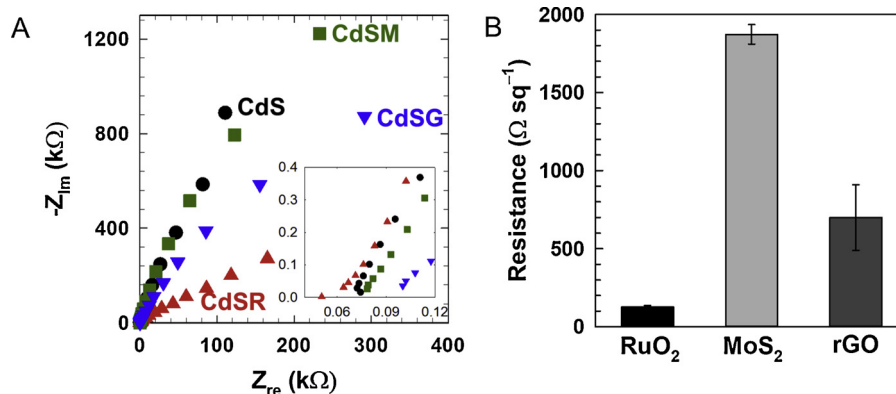 A
1200
800
400
0
-Z_Im (kΩ)
CdSM
CdS
CdSG
CdSR
0.4
0.3
0.2
0.1
0.0
0.06 0.09 0.12
0 100 200 300 400
Z_re (kΩ)
B
2000
1500
1000
500
0
Resistance (Ω sq⁻¹)
RuO₂ MoS₂ rGO